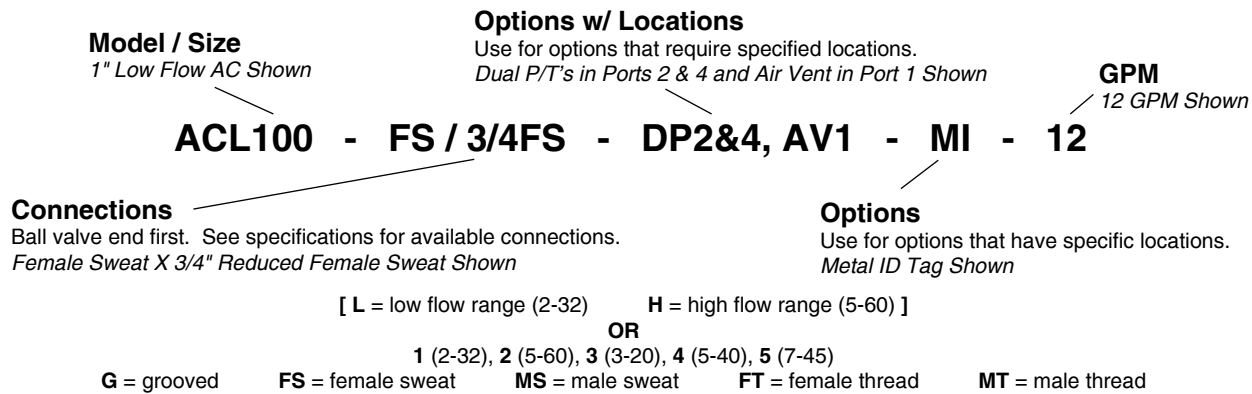 Model / Size
1" Low Flow AC Shown
Options w/ Locations
Use for options that require specified locations.
Dual P/T's in Ports 2 & 4 and Air Vent in Port 1 Shown
GPM
12 GPM Shown
ACL100 - FS / 3/4FS - DP2&4, AV1 - MI - 12
Connections
Ball valve end first. See specifications for available connections.
Female Sweat X 3/4" Reduced Female Sweat Shown
Options
Use for options that have specific locations.
Metal ID Tag Shown
[ L = low flow range (2-32) H = high flow range (5-60) ]
OR
1 (2-32), 2 (5-60), 3 (3-20), 4 (5-40), 5 (7-45)
G = grooved FS = female sweat MS = male sweat FT = female thread MT = male thread